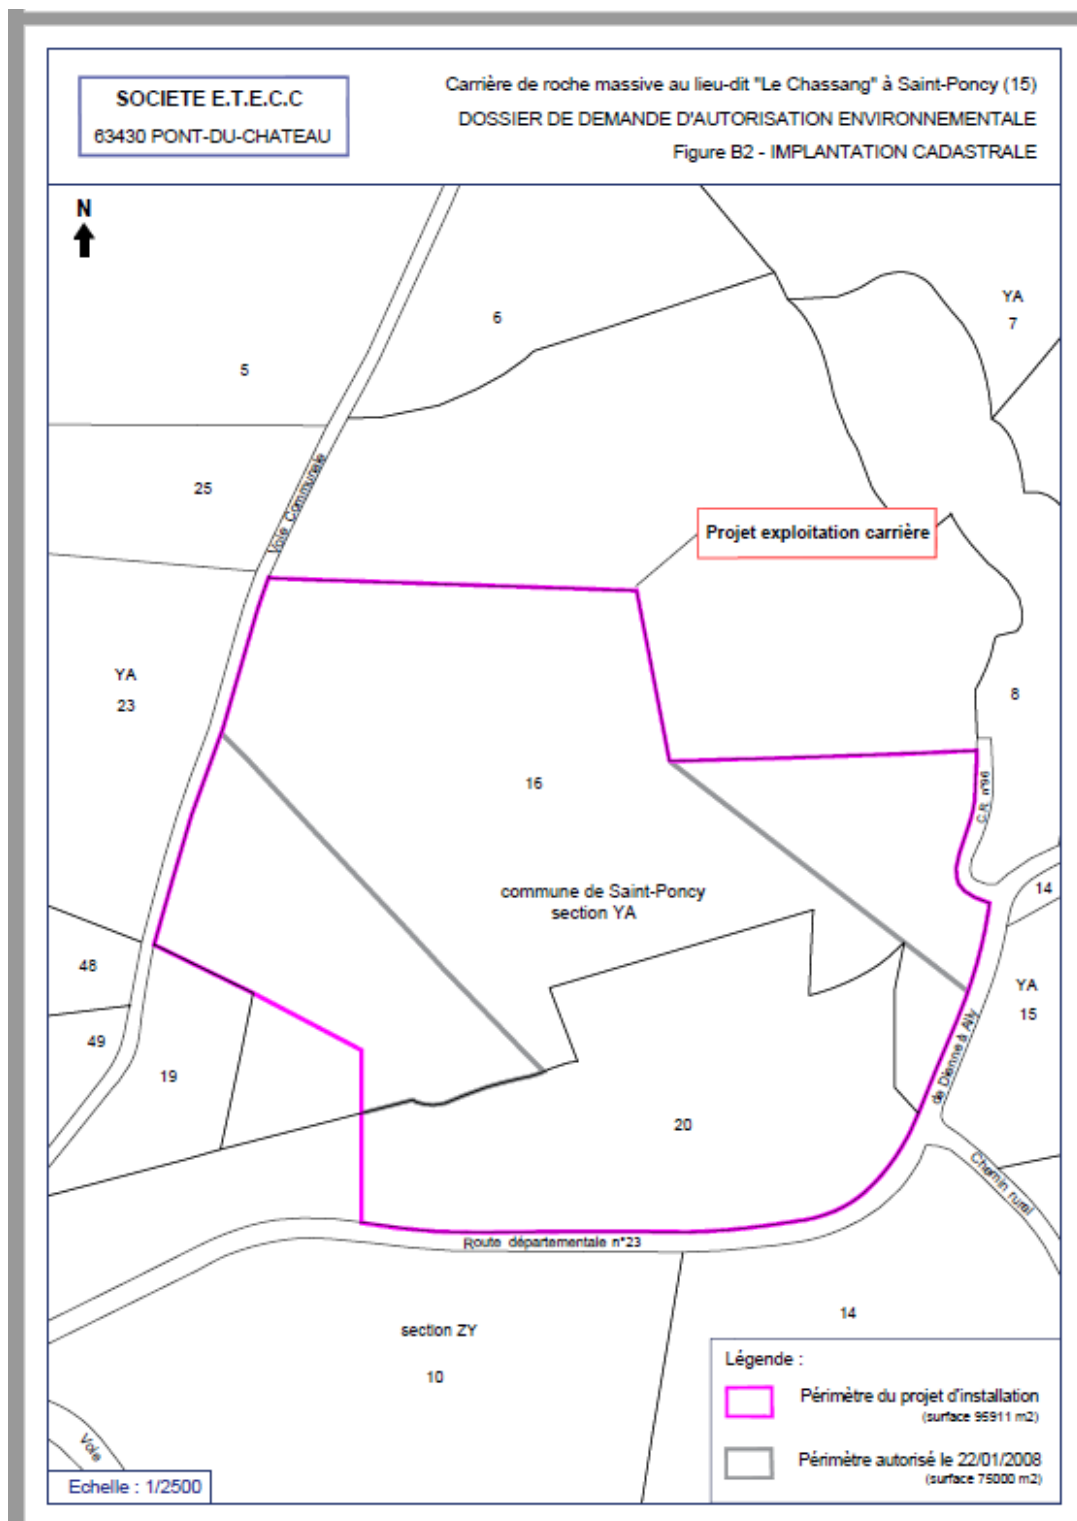 SOCIETE E.T.E.C.C
63430 PONT-DU-CHATEAU
Carrière de roche massive au lieu-dit "Le Chassang" à Saint-Poncy (15)
DOSSIER DE DEMANDE D'AUTORISATION ENVIRONNEMENTALE
Figure B2 - IMPLANTATION CADASTRALE
N
YA
7
6
5
25
Voie Communale
Projet exploitation carrière
YA
23
8
16
C.R. n°96
commune de Saint-Poncy
section YA
14
48
YA
15
49
19
de Dienne à Ally
20
Chemin rural
Route départementale n°23
section ZY
14
10
Voie
Légende :
Périmètre du projet d'installation
(surface 95911 m2)
Périmètre autorisé le 22/01/2008
(surface 75000 m2)
Echelle : 1/2500